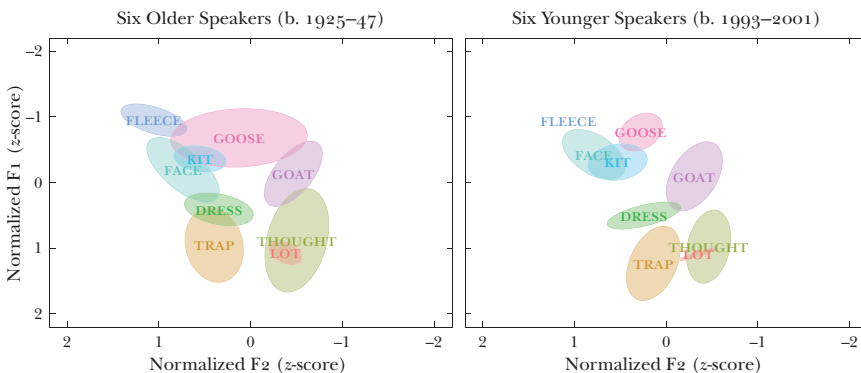 Six Older Speakers (b. 1925–47)
Six Younger Speakers (b. 1993–2001)
Normalized F1 (z-score)
−2
−1
0
1
2
FLEECE
GOOSE
KIT
FACE
GOAT
DRESS
TRAP
THOUGHT
LOT
2 1 0 −1 −2
Normalized F2 (z-score)
FLEECE
GOOSE
FACE
KIT
GOAT
DRESS
THOUGHT
LOT
TRAP
2 1 0 −1 −2
Normalized F2 (z-score)